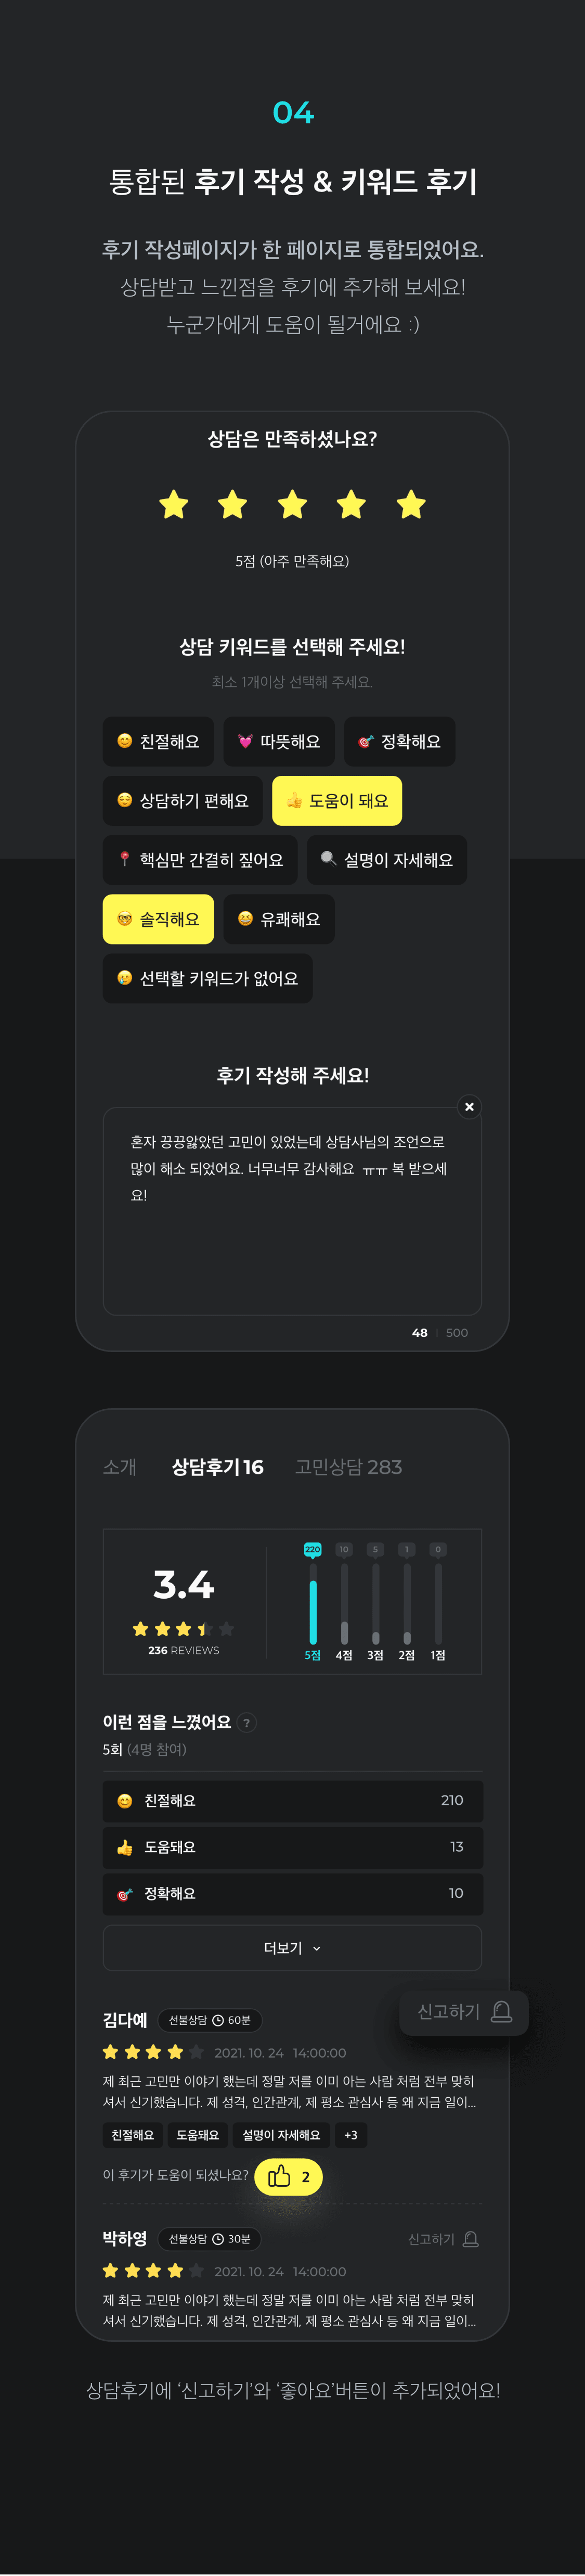 04
통합된 후기 작성 & 키워드 후기
후기 작성페이지가 한 페이지로 통합되었어요.
상담받고 느낀점을 후기에 추가해 보세요!
누군가에게 도움이 될거에요 :)
상담은 만족하셨나요?
5점 (아주 만족해요)
상담 키워드를 선택해 주세요!
최소 1개이상 선택해 주세요.
친절해요 따뜻해요 정확해요
상담하기 편해요 도움이 돼요
핵심만 간결히 짚어요 설명이 자세해요
솔직해요 유쾌해요
선택할 키워드가 없어요
후기 작성해 주세요!
혼자 끙끙앓았던 고민이 있었는데 상담사님의 조언으로
많이 해소 되었어요. 너무너무 감사해요 ㅠㅠ 복 받으세
요!
48 | 500
소개 상담후기 16 고민상담 283
220 10 5 1 0
3.4
236 REVIEWS
5점 4점 3점 2점 1점
이런 점을 느꼈어요 ?
5회 (4명 참여)
친절해요 210
도움돼요 13
정확해요 10
더보기
신고하기
김다예 선불상담 60분
2021. 10. 24 14:00:00
제 최근 고민만 이야기 했는데 정말 저를 이미 아는 사람 처럼 전부 맞히
셔서 신기했습니다. 제 성격, 인간관계, 제 평소 관심사 등 왜 지금 일이...
친절해요 도움돼요 설명이 자세해요 +3
이 후기가 도움이 되셨나요? 2
박하영 선불상담 30분 신고하기
2021. 10. 24 14:00:00
제 최근 고민만 이야기 했는데 정말 저를 이미 아는 사람 처럼 전부 맞히
셔서 신기했습니다. 제 성격, 인간관계, 제 평소 관심사 등 왜 지금 일이...
상담후기에 ‘신고하기’와 ‘좋아요’버튼이 추가되었어요!